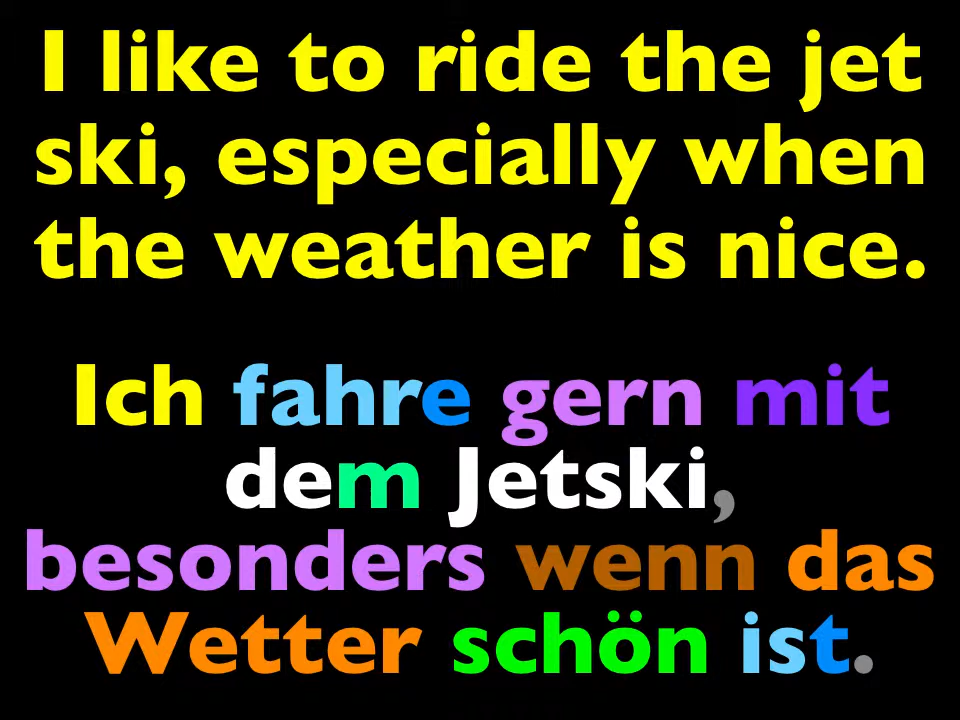 I like to ride the jet
ski, especially when
the weather is nice.
Ich fahre gern mit
dem Jetski,
besonders wenn das
Wetter schön ist.